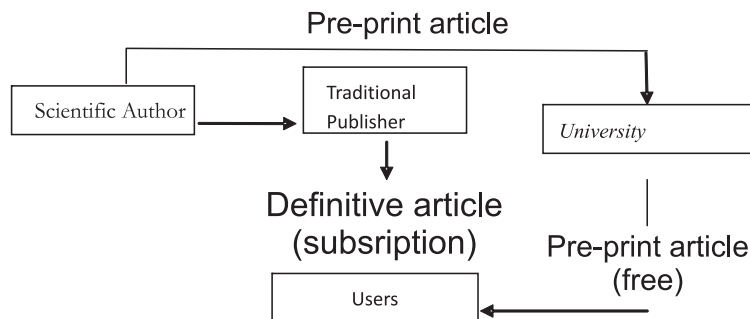 Pre-print article
Scientific Author
Traditional
Publisher
University
Definitive article
(subsription)
Pre-print article
(free)
Users